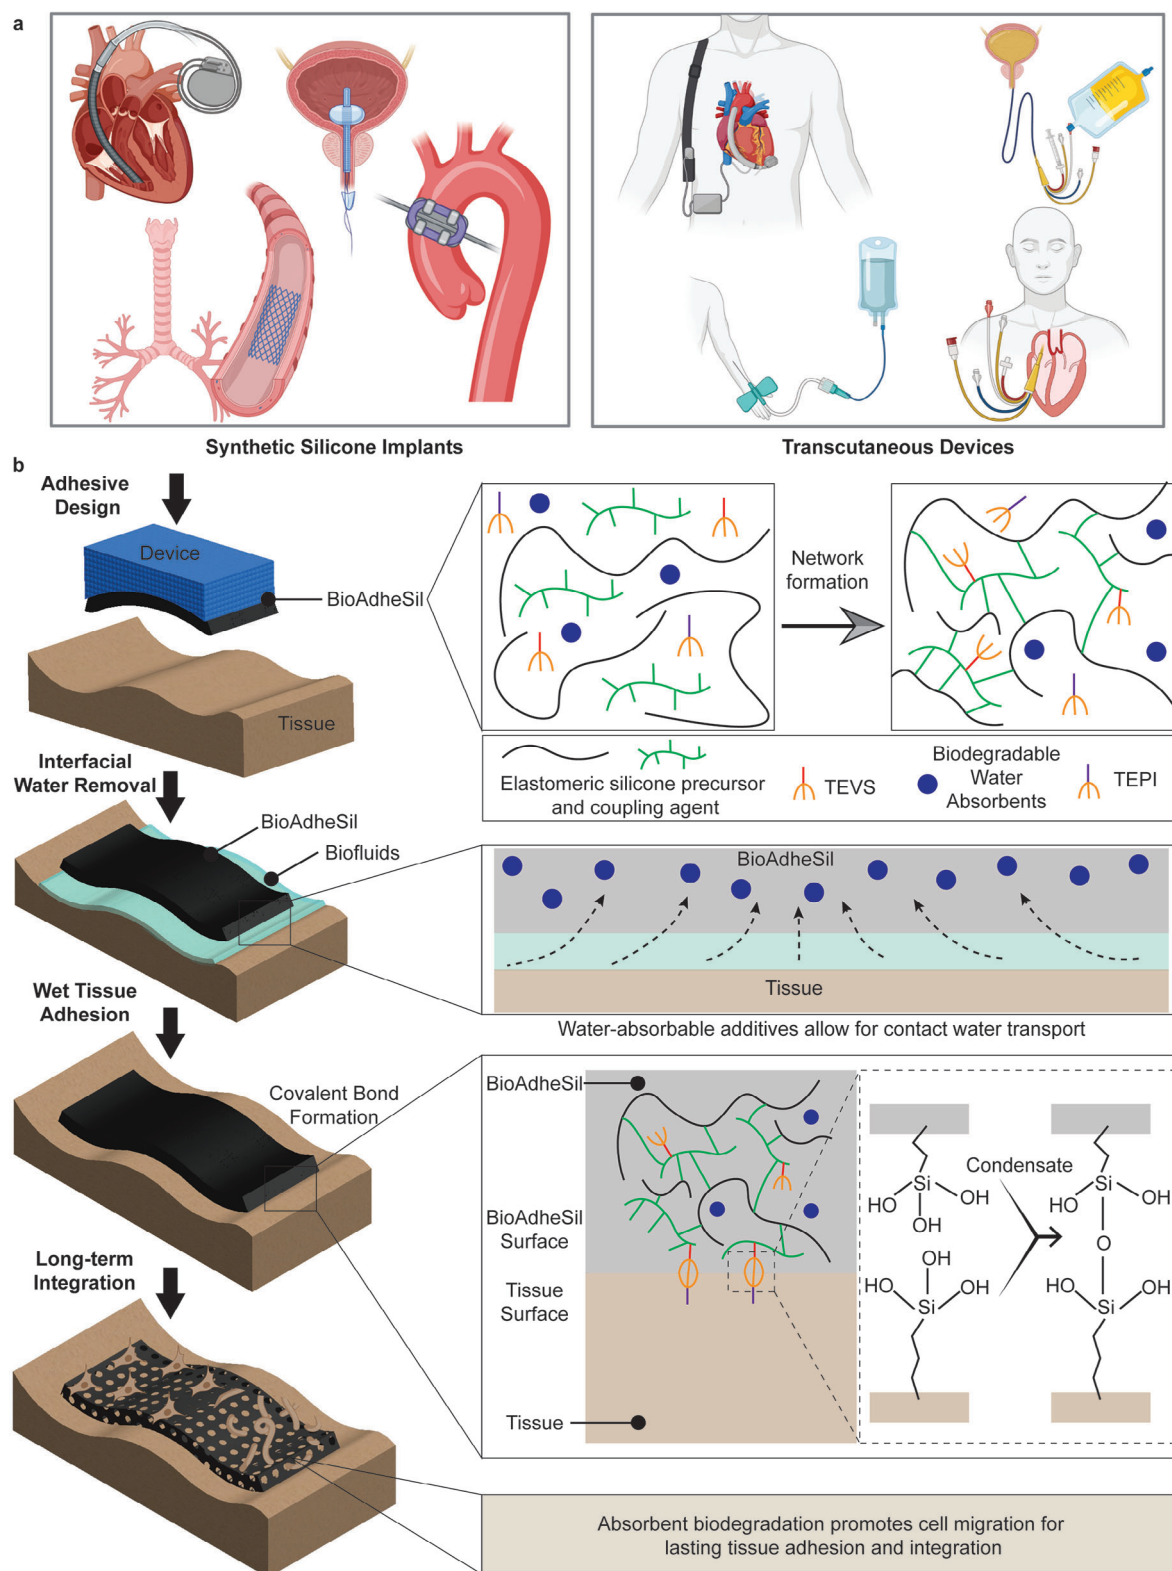 a
Synthetic Silicone Implants
Transcutaneous Devices
b
Adhesive
Design
Device
BioAdheSil
Tissue
Network
formation
Elastomeric silicone precursor
and coupling agent
TEVS
Biodegradable
Water
Absorbents
TEPI
Interfacial
Water Removal
BioAdheSil
Biofluids
BioAdheSil
Tissue
Water-absorbable additives allow for contact water transport
Wet Tissue
Adhesion
Covalent Bond
Formation
BioAdheSil
BioAdheSil
Surface
Tissue
Surface
Tissue
Condensate
Si
HO
OH
OH
OH
HO
Si
OH
Si
HO
OH
O
HO
Si
OH
Long-term
Integration
Absorbent biodegradation promotes cell migration for
lasting tissue adhesion and integration